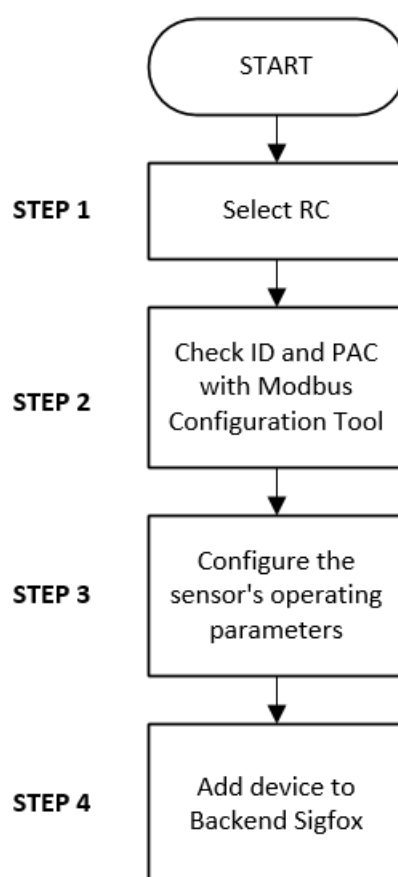 START
STEP 1
Select RC
STEP 2
Check ID and PAC
with Modbus
Configuration Tool
STEP 3
Configure the
sensor's operating
parameters
STEP 4
Add device to
Backend Sigfox